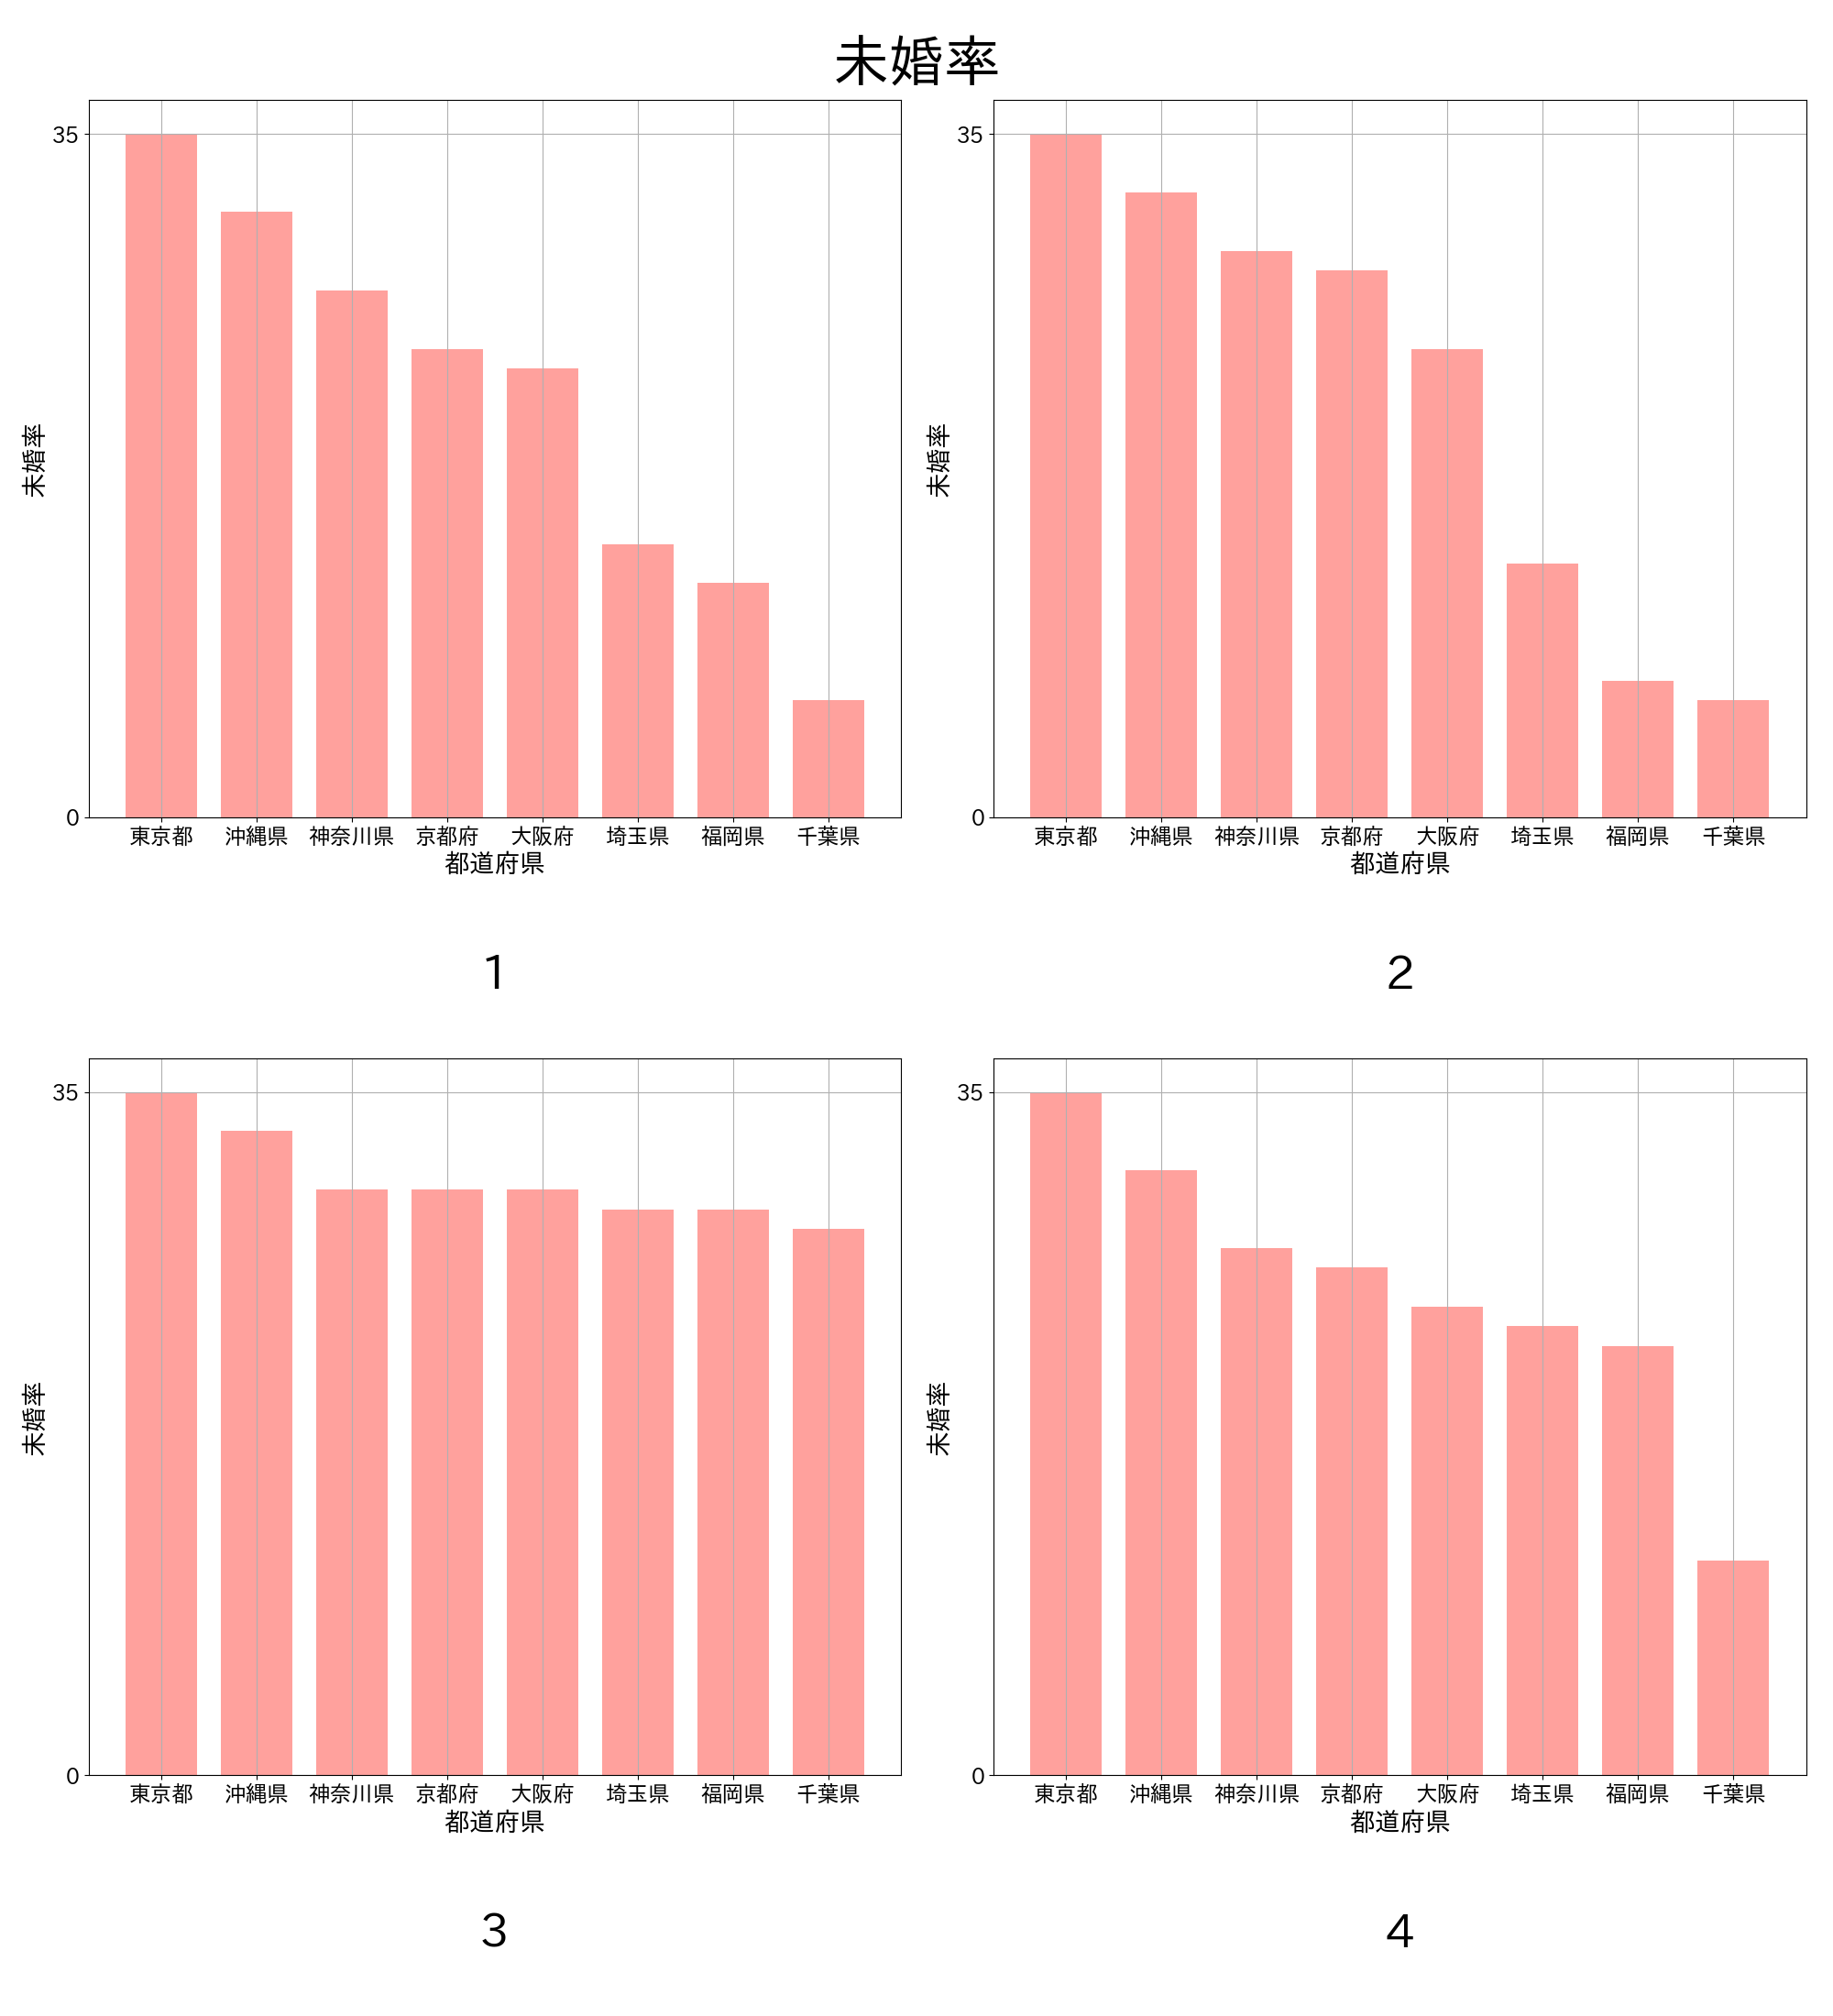 未婚率
35
0
未婚率
東京都 沖縄県 神奈川県 京都府 大阪府 埼玉県 福岡県 千葉県
都道府県
1
35
0
未婚率
東京都 沖縄県 神奈川県 京都府 大阪府 埼玉県 福岡県 千葉県
都道府県
2
35
0
未婚率
東京都 沖縄県 神奈川県 京都府 大阪府 埼玉県 福岡県 千葉県
都道府県
3
35
0
未婚率
東京都 沖縄県 神奈川県 京都府 大阪府 埼玉県 福岡県 千葉県
都道府県
4